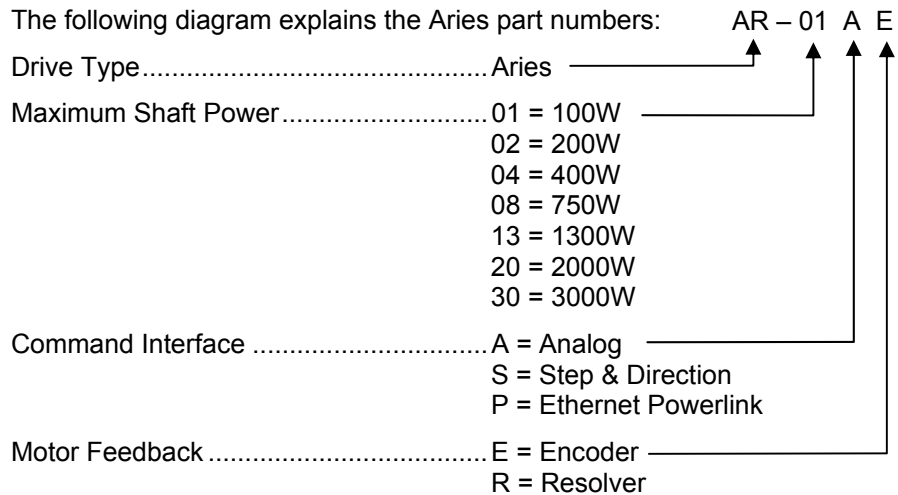 The following diagram explains the Aries part numbers: AR – 01 A E
Drive Type............................................Aries
Maximum Shaft Power..........................01 = 100W
02 = 200W
04 = 400W
08 = 750W
13 = 1300W
20 = 2000W
30 = 3000W
Command Interface ..............................A = Analog
S = Step & Direction
P = Ethernet Powerlink
Motor Feedback ...................................E = Encoder
R = Resolver